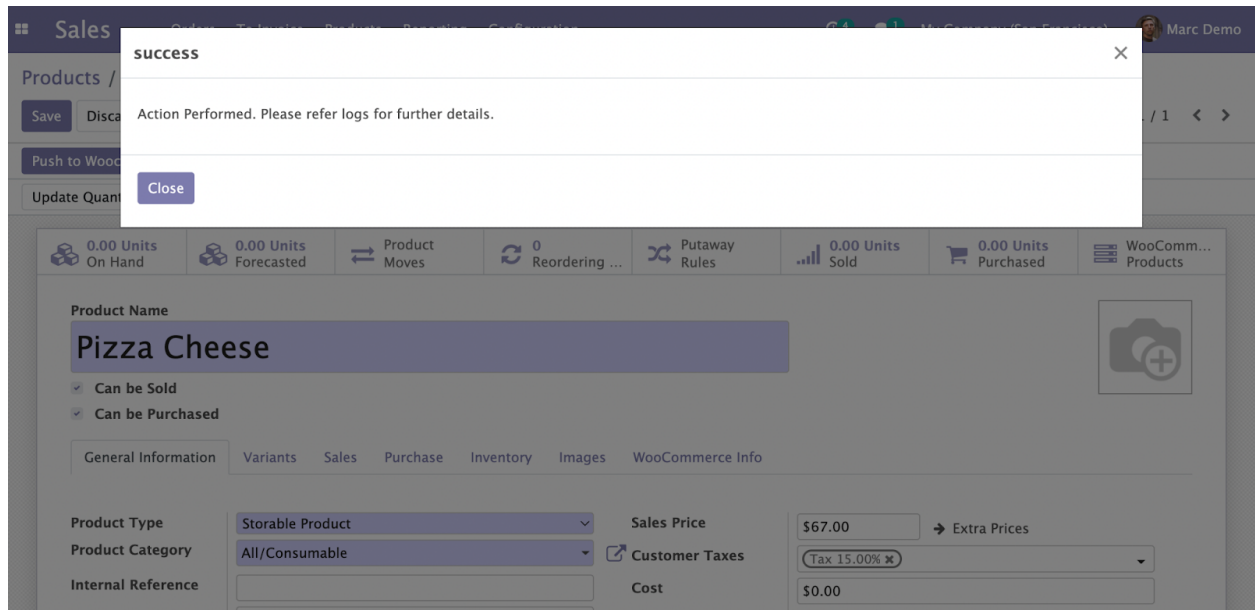 Sales
4
1
Marc Demo
success
Products /
Save
Action Performed. Please refer logs for further details.
/ 1
Push to Wooc
Close
Update Quant
0.00 Units On Hand
0.00 Units Forecasted
Product Moves
0 Reordering ...
Putaway Rules
0.00 Units Sold
0.00 Units Purchased
WooComm... Products
Product Name
Pizza Cheese
Can be Sold
Can be Purchased
General Information Variants Sales Purchase Inventory Images WooCommerce Info
Product Type Storable Product Sales Price $67.00 Extra Prices
Product Category All/Consumable Customer Taxes Tax 15.00%
Internal Reference Cost $0.00